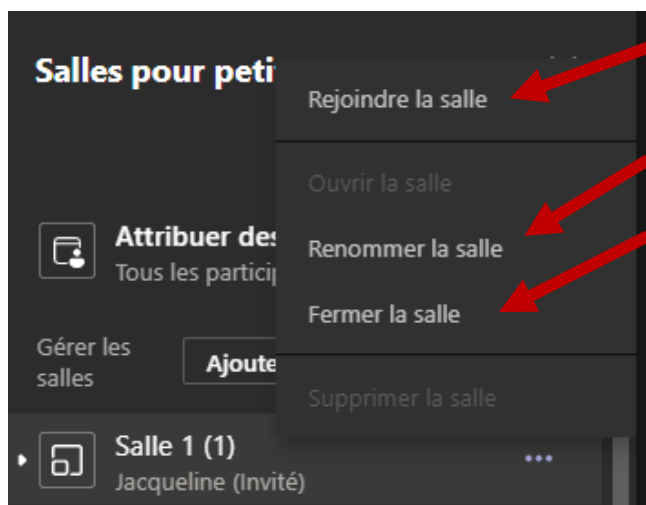 Salles pour peti
Rejoindre la salle
Ouvrir la salle
Attribuer des
Tous les particip
Renommer la salle
Fermer la salle
Gérer les
salles
Ajoute
Supprimer la salle
Salle 1 (1)
Jacqueline (Invité)